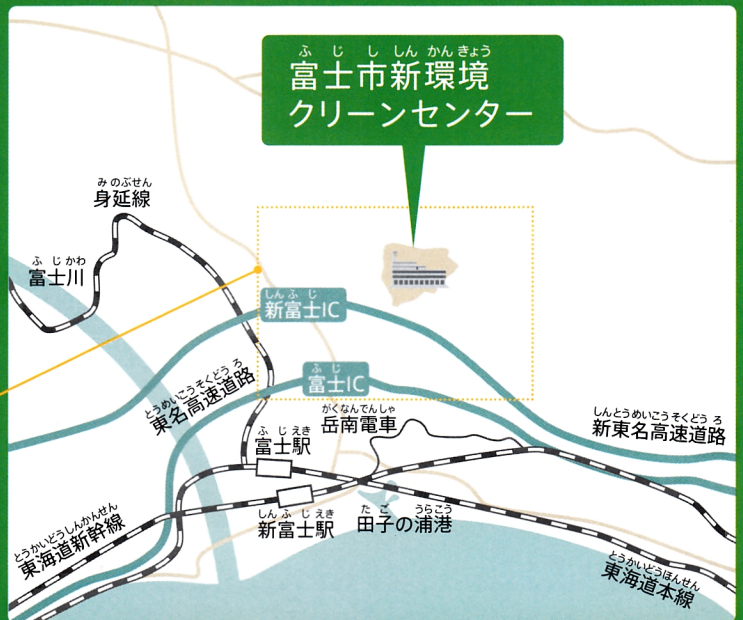 ふじししんかんきょう
富士市新環境
クリーンセンター
みのぶせん
身延線
ふじかわ
富士川
しんふじ
新富士IC
ふじ
富士IC
とうめいこうそくどうろ
東名高速道路
がくなんでんしゃ
岳南電車
しんとうめいこうそくどうろ
新東名高速道路
ふじえき
富士駅
しんふじえき
新富士駅
たご うらこう
田子の浦港
とうかいどうしんかんせん
東海道新幹線
とうかいどうほんせん
東海道本線